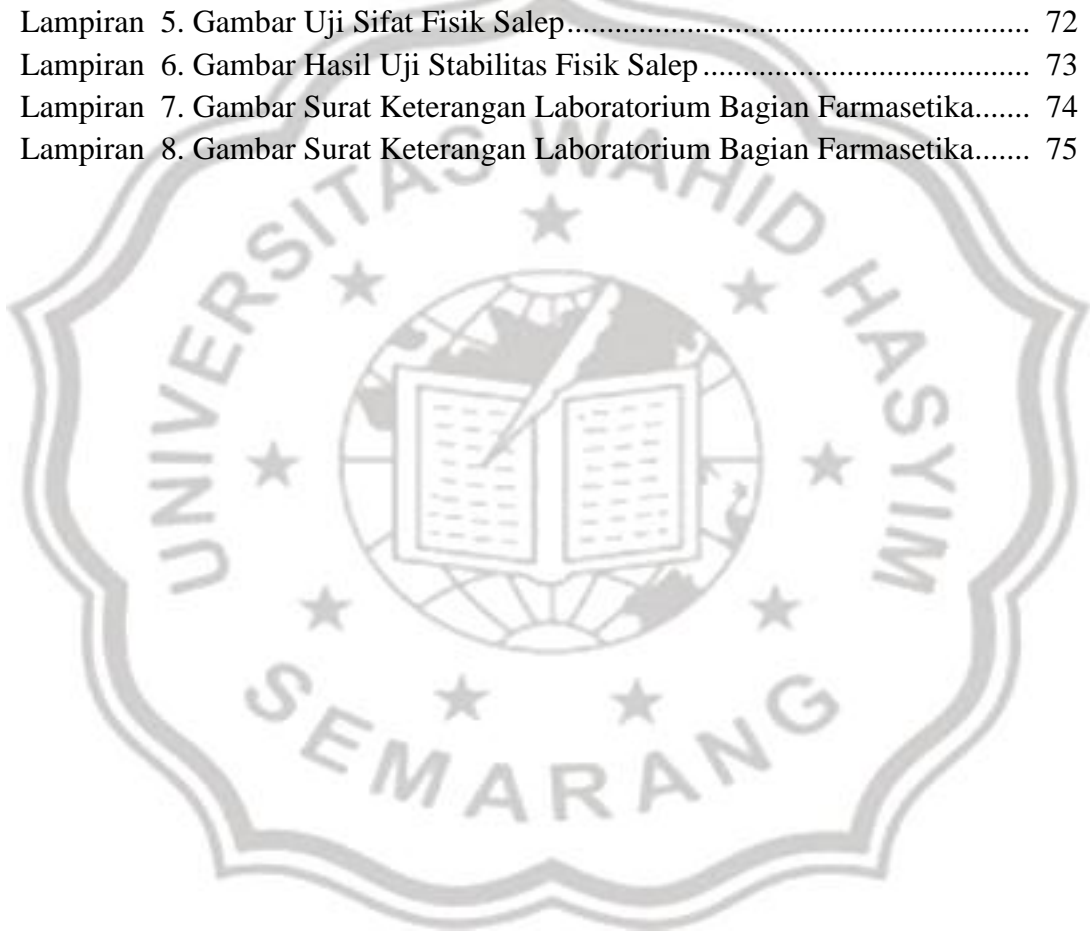 Lampiran 5. Gambar Uji Sifat Fisik Salep................................................................ 72
Lampiran 6. Gambar Hasil Uji Stabilitas Fisik Salep............................................. 73
Lampiran 7. Gambar Surat Keterangan Laboratorium Bagian Farmasetika....... 74
Lampiran 8. Gambar Surat Keterangan Laboratorium Bagian Farmasetika....... 75
UNIVERSITAS WAHID HASYIM
SEMARANG